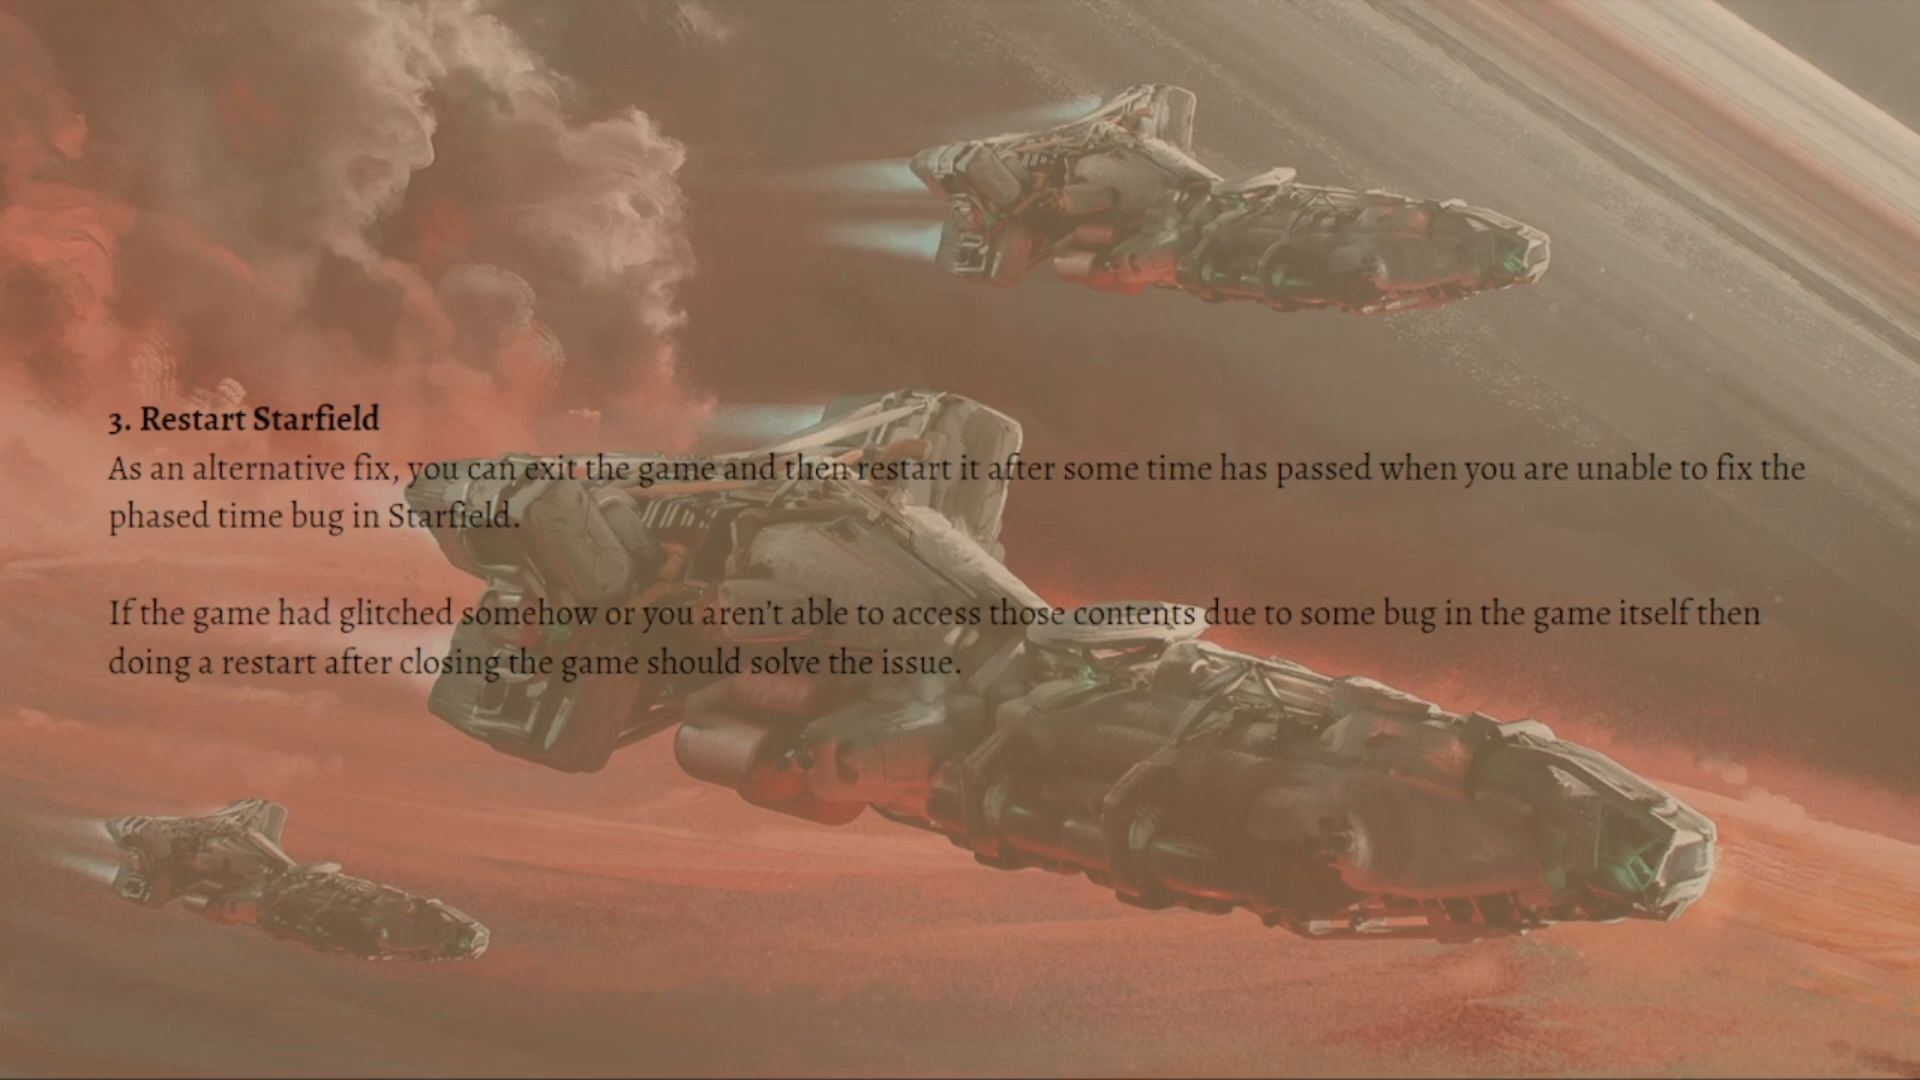 3. Restart Starfield
As an alternative fix, you can exit the game and then restart it after some time has passed when you are unable to fix the
phased time bug in Starfield.
If the game had glitched somehow or you aren’t able to access those contents due to some bug in the game itself then
doing a restart after closing the game should solve the issue.